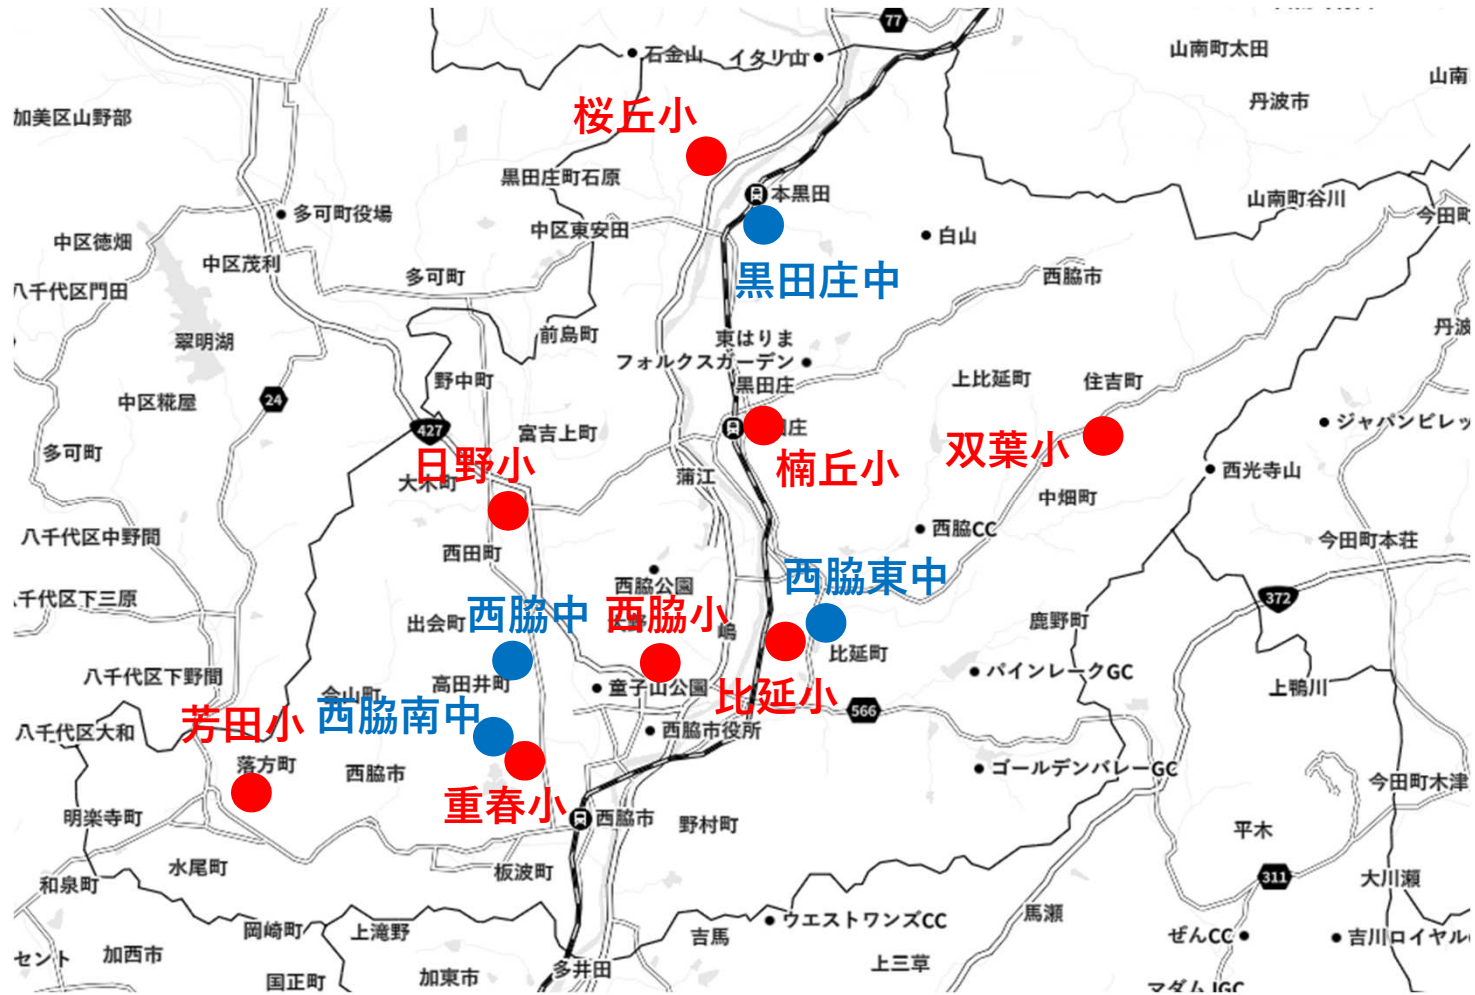 77
石金山
イタリ山
山南町太田
山南
加美区山野部
桜丘小
丹波市
黒田庄町石原
本黒田
山南町谷川
多可町役場
今田町
中区徳畑
中区東安田
白山
中区茂利
多可町
黒田庄中
西脇市
八千代区門田
前島町
東はりま
フォルクスガーデン
丹波
翠明湖
野中町
黒田庄
上比延町
住吉町
24
中区糀屋
427
富吉上町
ジャパンビレッ
多可町
日野小
大木町
蒲江
楠丘小
双葉小
西光寺山
中畑町
八千代区中野間
西田町
西脇CC
今田町本荘
西脇公園
西脇東中
千代区下三原
出会町
西脇中
西脇小
嶋
372
鹿野町
比延町
八千代区下野間
高田井町
童子山公園
パインレークGC
上鴨川
芳田小
西脇南中
比延小
566
八千代区大和
西脇市役所
落方町
西脇市
ゴールデンバレーGC
今田町木津
明楽寺町
重春小
西脇市
野村町
平木
水尾町
板波町
和泉町
311
大川瀬
岡崎町
上滝野
ウエストワンズCC
馬瀬
吉馬
ぜんCC
吉川ロイヤル
セント
加西市
国正町
加東市
多井田
上三草
マダムJGC